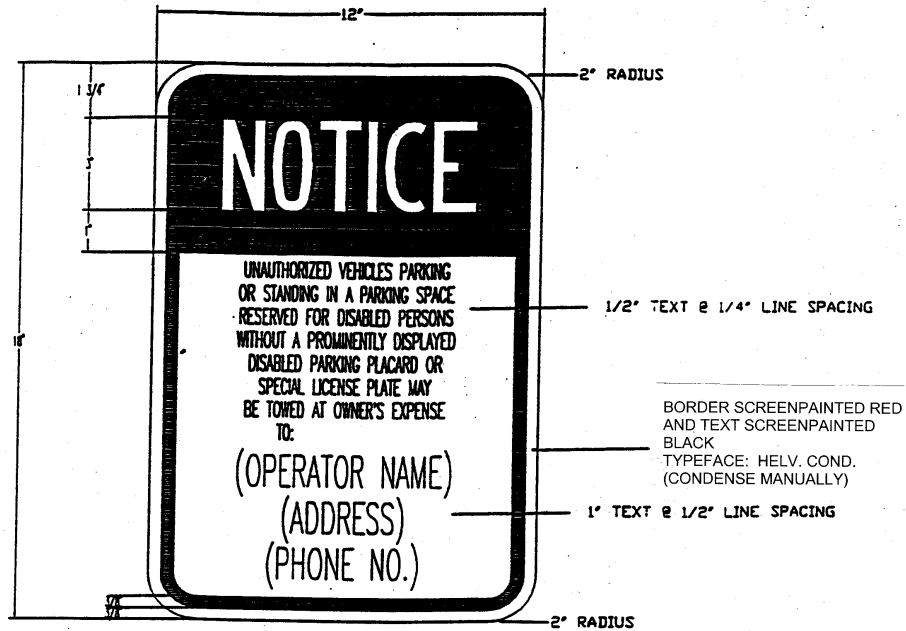 12"
2" RADIUS
1 3/4"
NOTICE
3"
1"
UNAUTHORIZED VEHICLES PARKING
OR STANDING IN A PARKING SPACE
RESERVED FOR DISABLED PERSONS
WITHOUT A PROMINENTLY DISPLAYED
DISABLED PARKING PLACARD OR
SPECIAL LICENSE PLATE MAY
BE TOWED AT OWNER'S EXPENSE
TO:
1/2" TEXT @ 1/4" LINE SPACING
18"
BORDER SCREENPAINTED RED
AND TEXT SCREENPAINTED
BLACK
TYPEFACE: HELV. COND.
(CONDENSE MANUALLY)
(OPERATOR NAME)
(ADDRESS)
(PHONE NO.)
1" TEXT @ 1/2" LINE SPACING
2" RADIUS